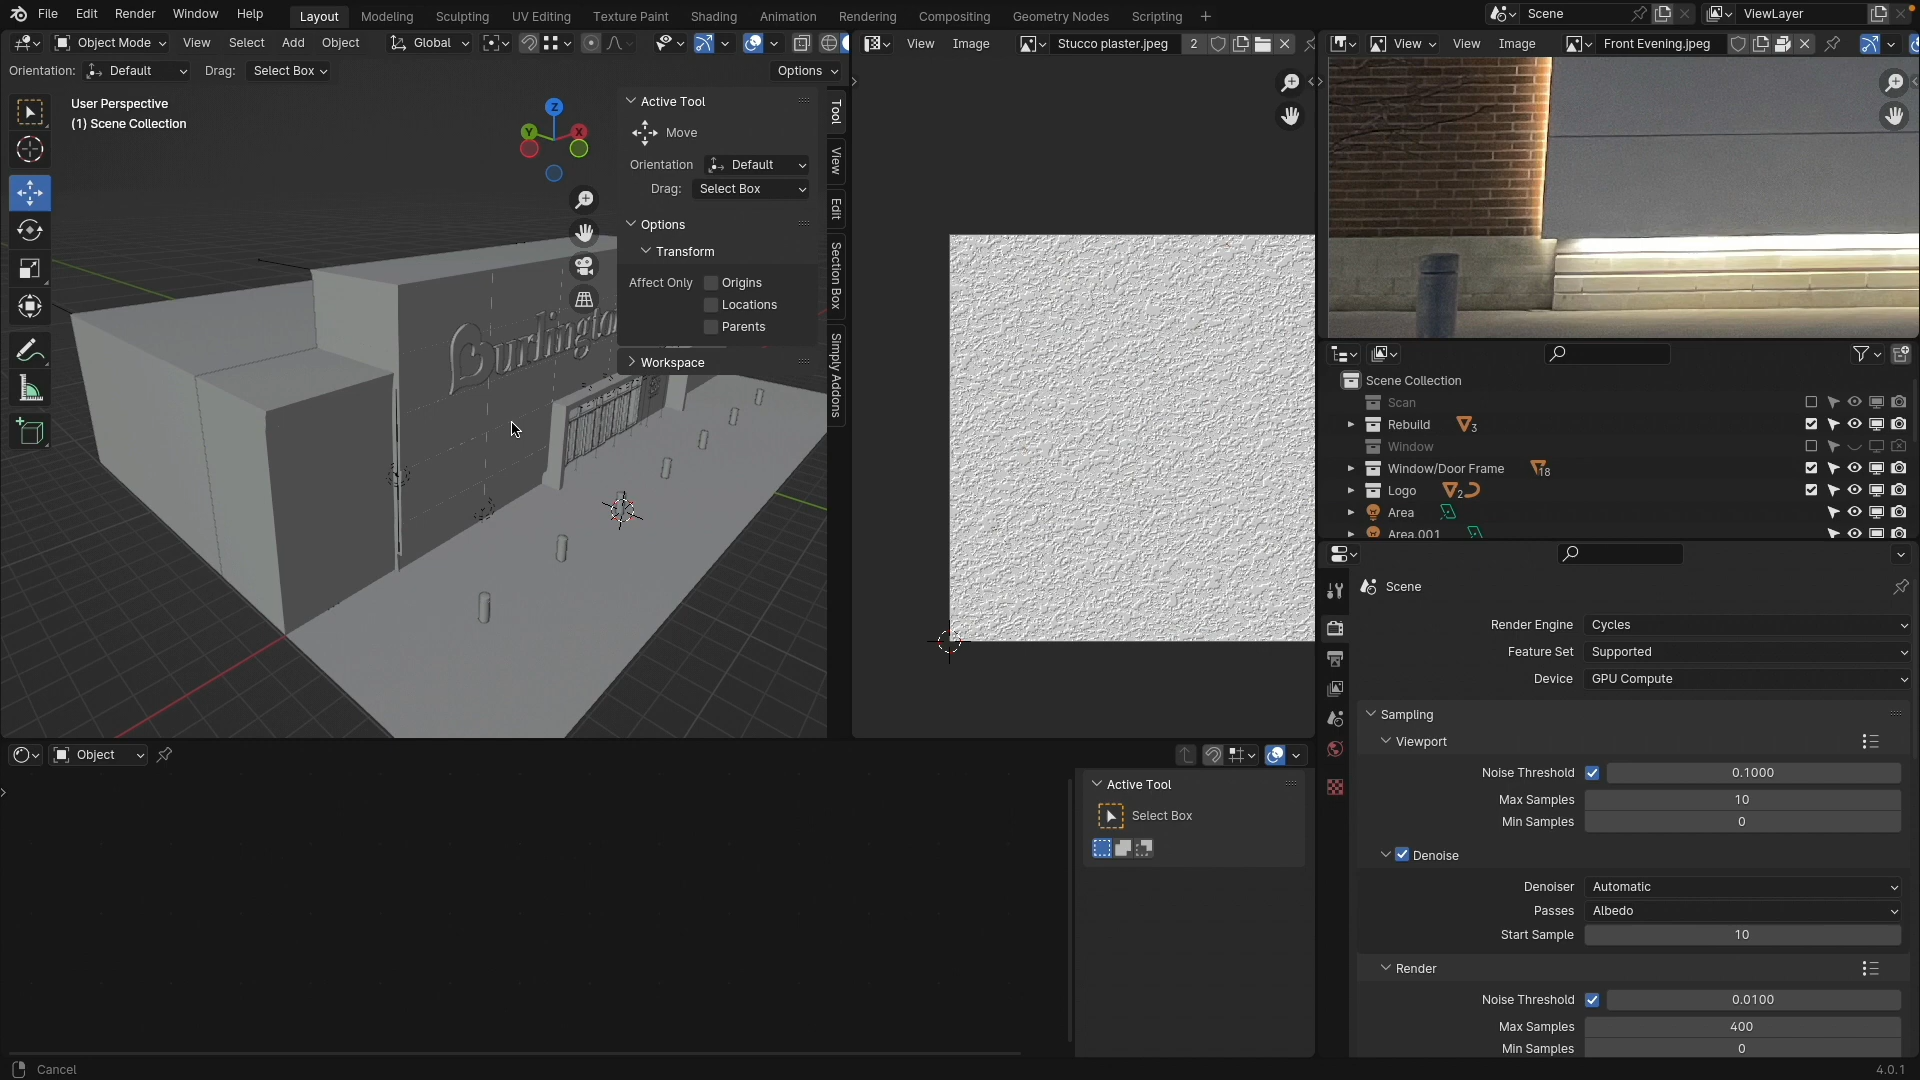 File Edit Render Window Help Layout Modeling Sculpting UV Editing Texture Paint Shading Animation Rendering Compositing Geometry Nodes Scripting + Scene ViewLayer
Object Mode View Select Add Object Global View Image Stucco plaster.jpeg 2 View View Image Front Evening.jpeg
Orientation: Default Drag: Select Box Options
User Perspective
(1) Scene Collection
Z
Y
X
Active Tool
Move
Orientation Default
Drag: Select Box
Options
Transform
Affect Only Origins
Locations
Parents
Workspace
Tool
View
Edit
Section Box
Simply Addons
Burlington
Scene Collection
Scan
Rebuild 3
Window
Window/Door Frame 18
Logo 2
Area
Area.001
Scene
Render Engine Cycles
Feature Set Supported
Device GPU Compute
Sampling
Viewport
Noise Threshold 0.1000
Max Samples 10
Min Samples 0
Denoise
Denoiser Automatic
Passes Albedo
Start Sample 10
Render
Noise Threshold 0.0100
Max Samples 400
Min Samples 0
Object
Active Tool
Select Box
Cancel
4.0.1